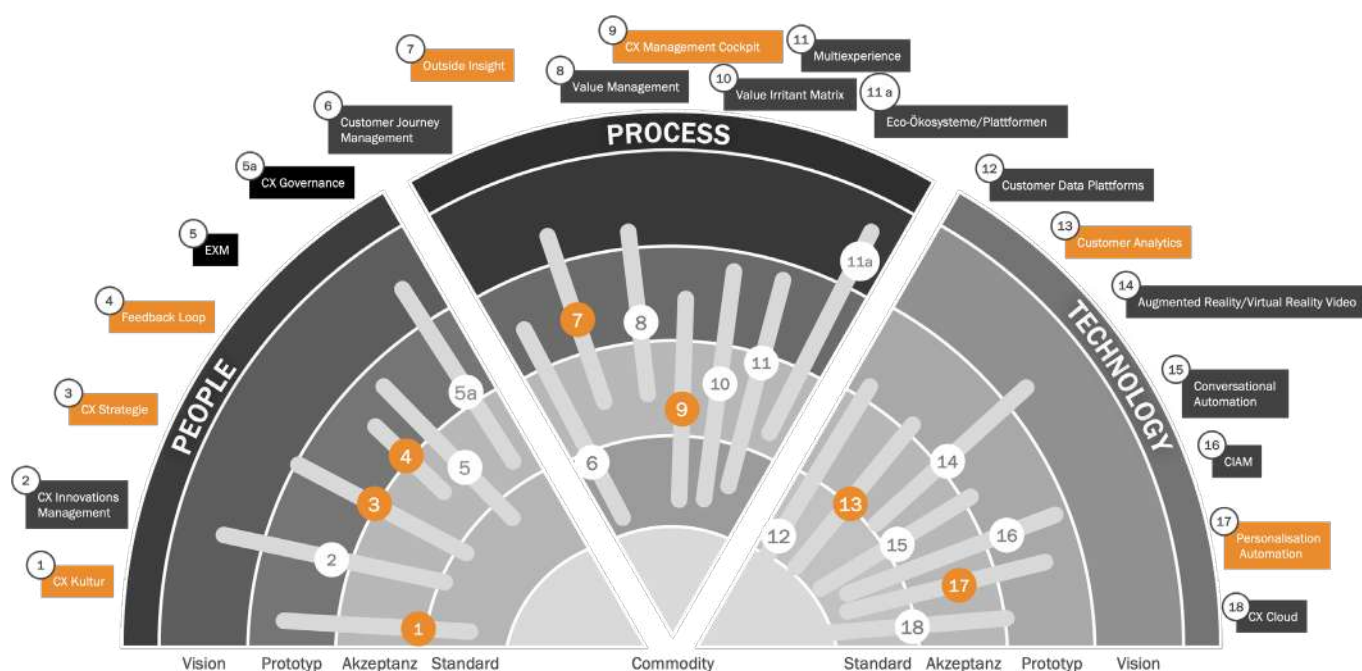 9
CX Management Cockpit
11
Multiexperience
7
Outside Insight
8
Value Management
10
Value Irritant Matrix
11 a
Eco-Ökosysteme/Plattformen
6
Customer Journey
Management
5a
CX Governance
12
Customer Data Plattforms
5
EXM
13
Customer Analytics
4
Feedback Loop
14
Augmented Reality/Virtual Reality Video
3
CX Strategie
15
Conversational
Automation
2
CX Innovations
Management
16
CIAM
1
CX Kultur
17
Personalisation
Automation
18
CX Cloud
PEOPLE
PROCESS
TECHNOLOGY
1
2
3
4
5
5a
6
7
8
9
10
11
11a
12
13
14
15
16
17
18
Vision Prototyp Akzeptanz Standard Commodity Standard Akzeptanz Prototyp Vision